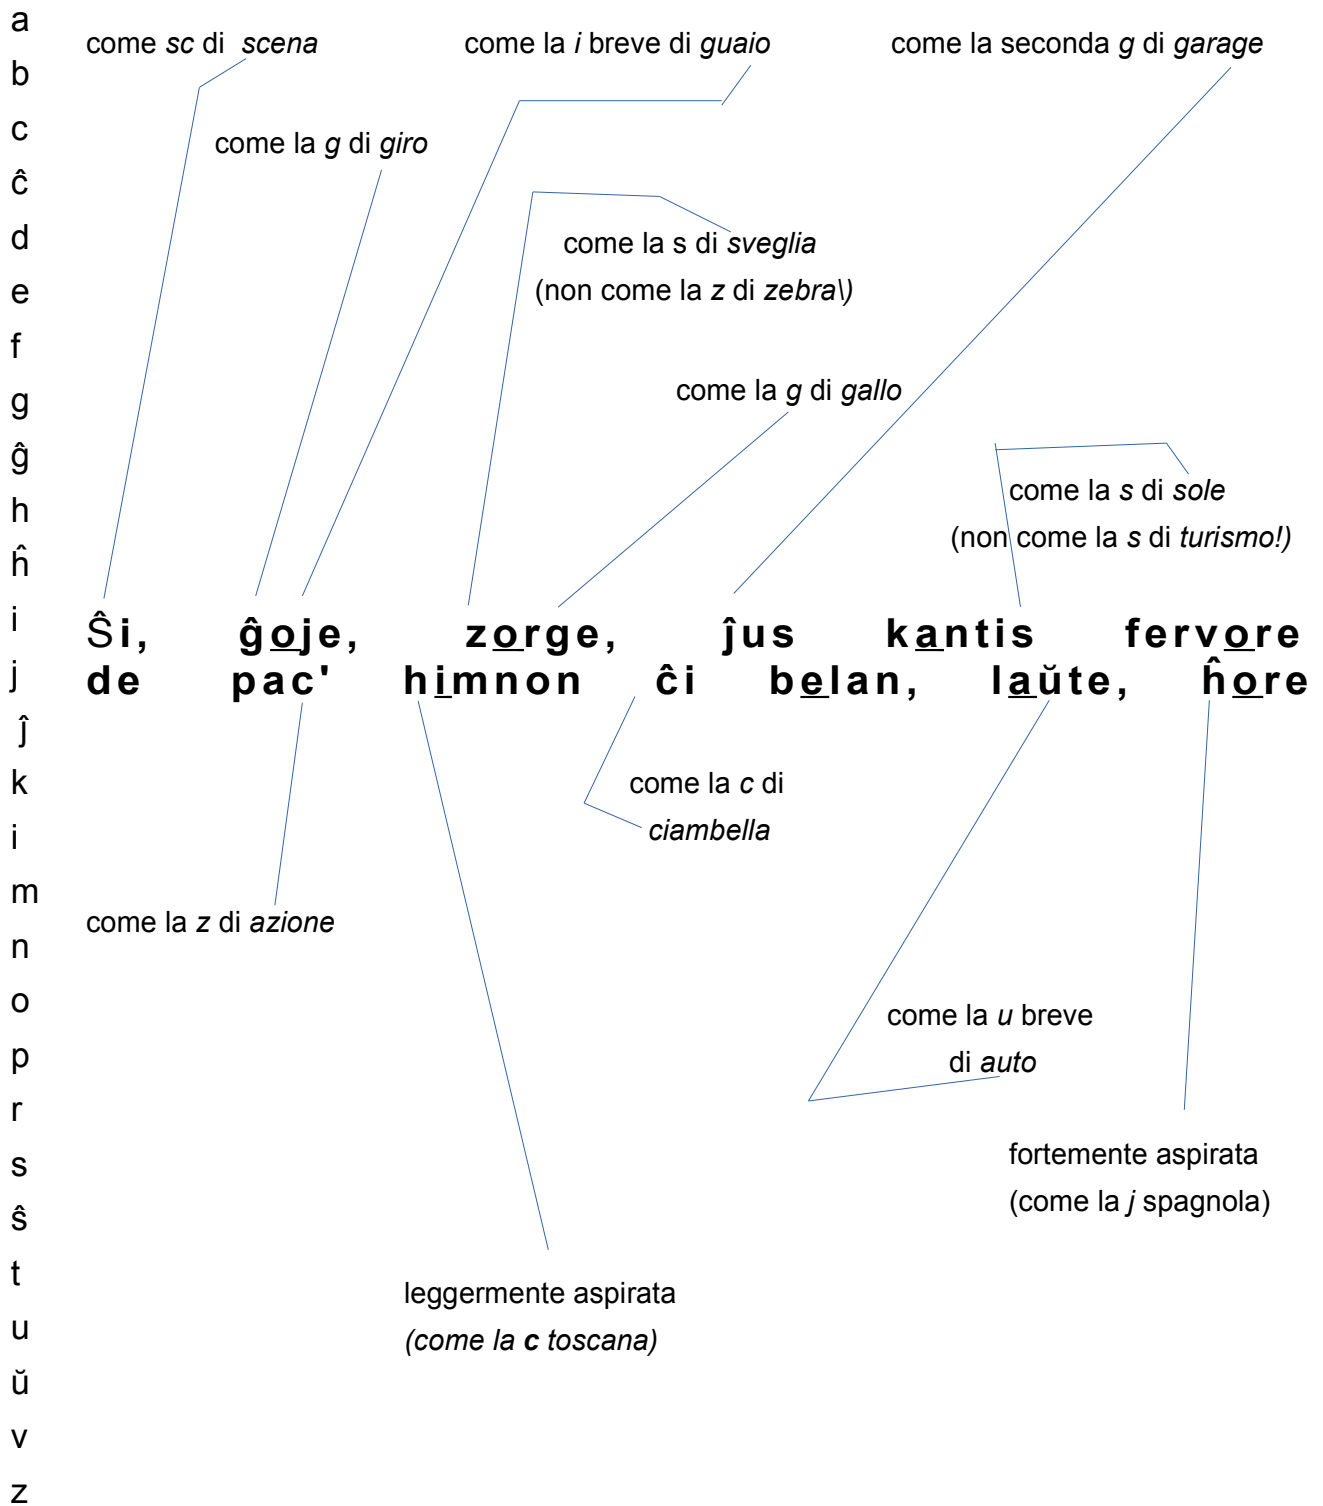 a
b
c
ĉ
d
e
f
g
ĝ
h
ĥ
i
j
ĵ
k
i
m
n
o
p
r
s
ŝ
t
u
ŭ
v
z
come sc di scena
come la i breve di guaio
come la seconda g di garage
come la g di giro
come la s di sveglia
(non come la z di zebra\)
come la g di gallo
come la s di sole
(non come la s di turismo!)
Ŝi, ĝoje, zorge, ĵus kantis fervore
de pac' himnon ĉi belan, laŭte, ĥore
come la c di
ciambella
come la z di azione
come la u breve
di auto
fortemente aspirata
(come la j spagnola)
leggermente aspirata
(come la c toscana)